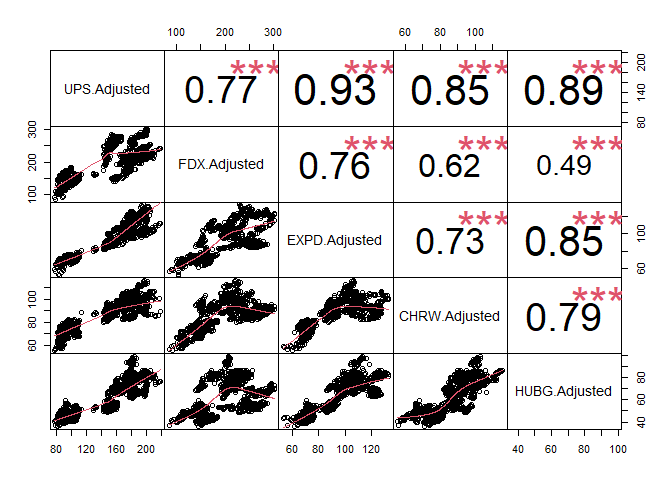 100 200 300 60 80 100
UPS.Adjusted 0.77 *** 0.93 *** 0.85 *** 0.89 *** 80 120 160 200
100 200 300 FDX.Adjusted 0.76 *** 0.62 *** 0.49 ***
EXPD.Adjusted 0.73 *** 0.85 *** 60 100
60 80 100 CHRW.Adjusted 0.79 ***
HUBG.Adjusted 40 60 80
80 120 160 200 60 80 100 120 40 60 80 100